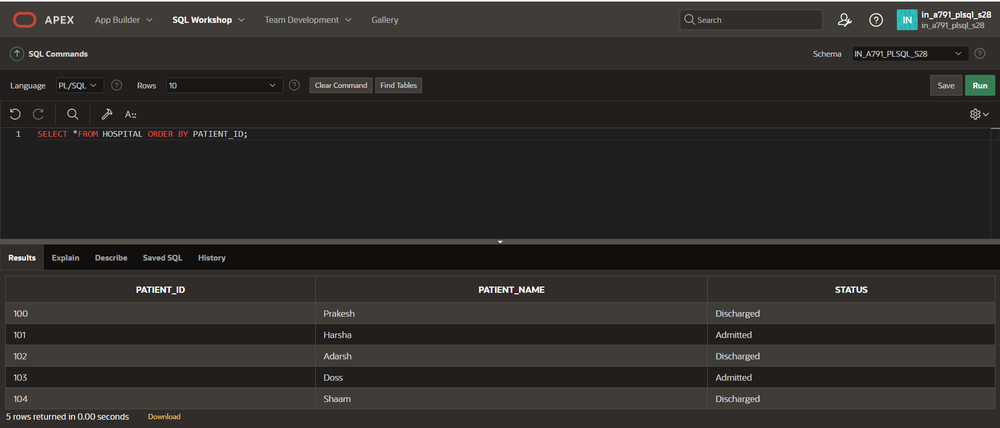 APEX App Builder SQL Workshop Team Development Gallery Search IN in_a791_plsql_s28
in_a791_plsql_s28
SQL Commands Schema IN_A791_PLSQL_S28
Language PL/SQL Rows 10 Clear Command Find Tables Save Run
A::
1 SELECT *FROM HOSPITAL ORDER BY PATIENT_ID;
Results Explain Describe Saved SQL History
PATIENT_ID PATIENT_NAME STATUS
100 Prakesh Discharged
101 Harsha Admitted
102 Adarsh Discharged
103 Doss Admitted
104 Shaam Discharged
5 rows returned in 0.00 seconds Download